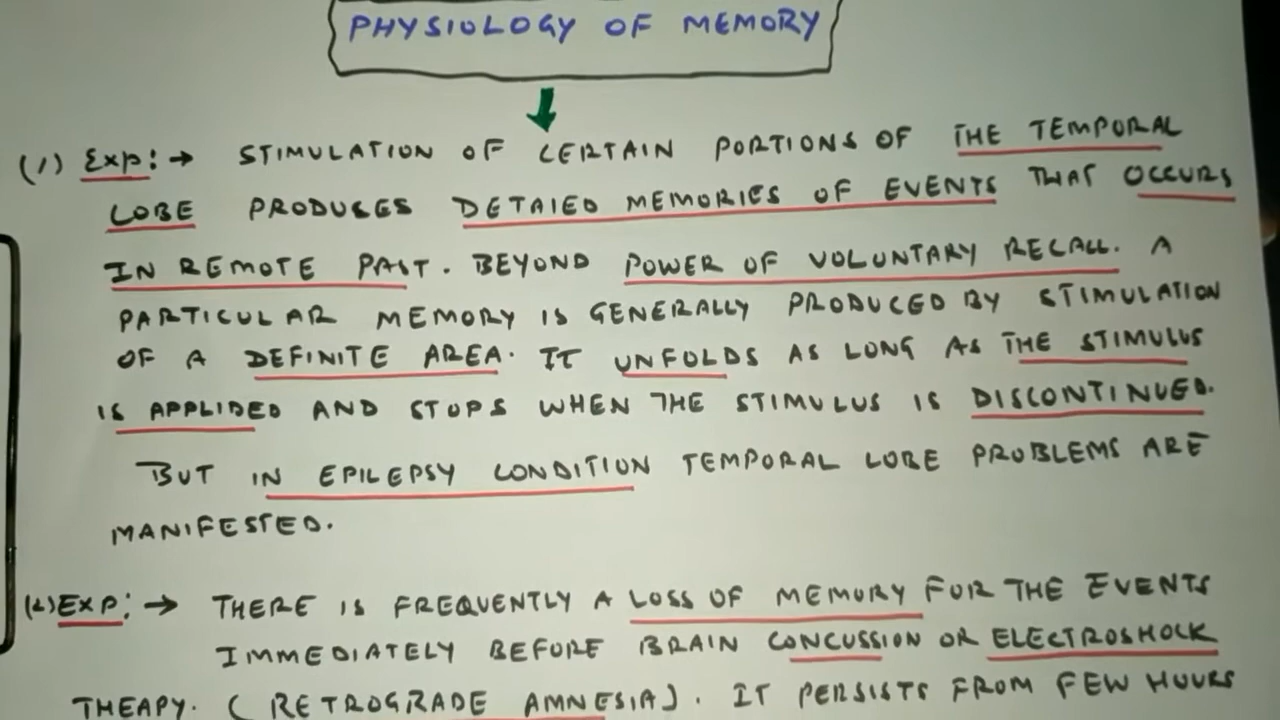 PHYSIOLOGY OF MEMORY
(1) Exp: → STIMULATION OF CERTAIN PORTIONS OF THE TEMPORAL
LOBE PRODUCES DETAIED MEMORIES OF EVENTS THAT OCCURS
IN REMOTE PAST. BEYOND POWER OF VOLUNTARY RECALL. A
PARTICULAR MEMORY IS GENERALLY PRODUCED BY STIMULATION
OF A DEFINITE AREA. IT UNFOLDS AS LONG AS THE STIMULUS
IS APPLIDED AND STOPS WHEN THE STIMULUS IS DISCONTINUED.
BUT IN EPILEPSY CONDITION TEMPORAL LOBE PROBLEMS ARE
MANIFESTED.
(2) EXP: → THERE IS FREQUENTLY A LOSS OF MEMORY FOR THE EVENTS
IMMEDIATELY BEFORE BRAIN CONCUSSION OR ELECTROSHOCK
THEAPY. (RETROGRADE AMNESIA). IT PERSISTS FROM FEW HOURS